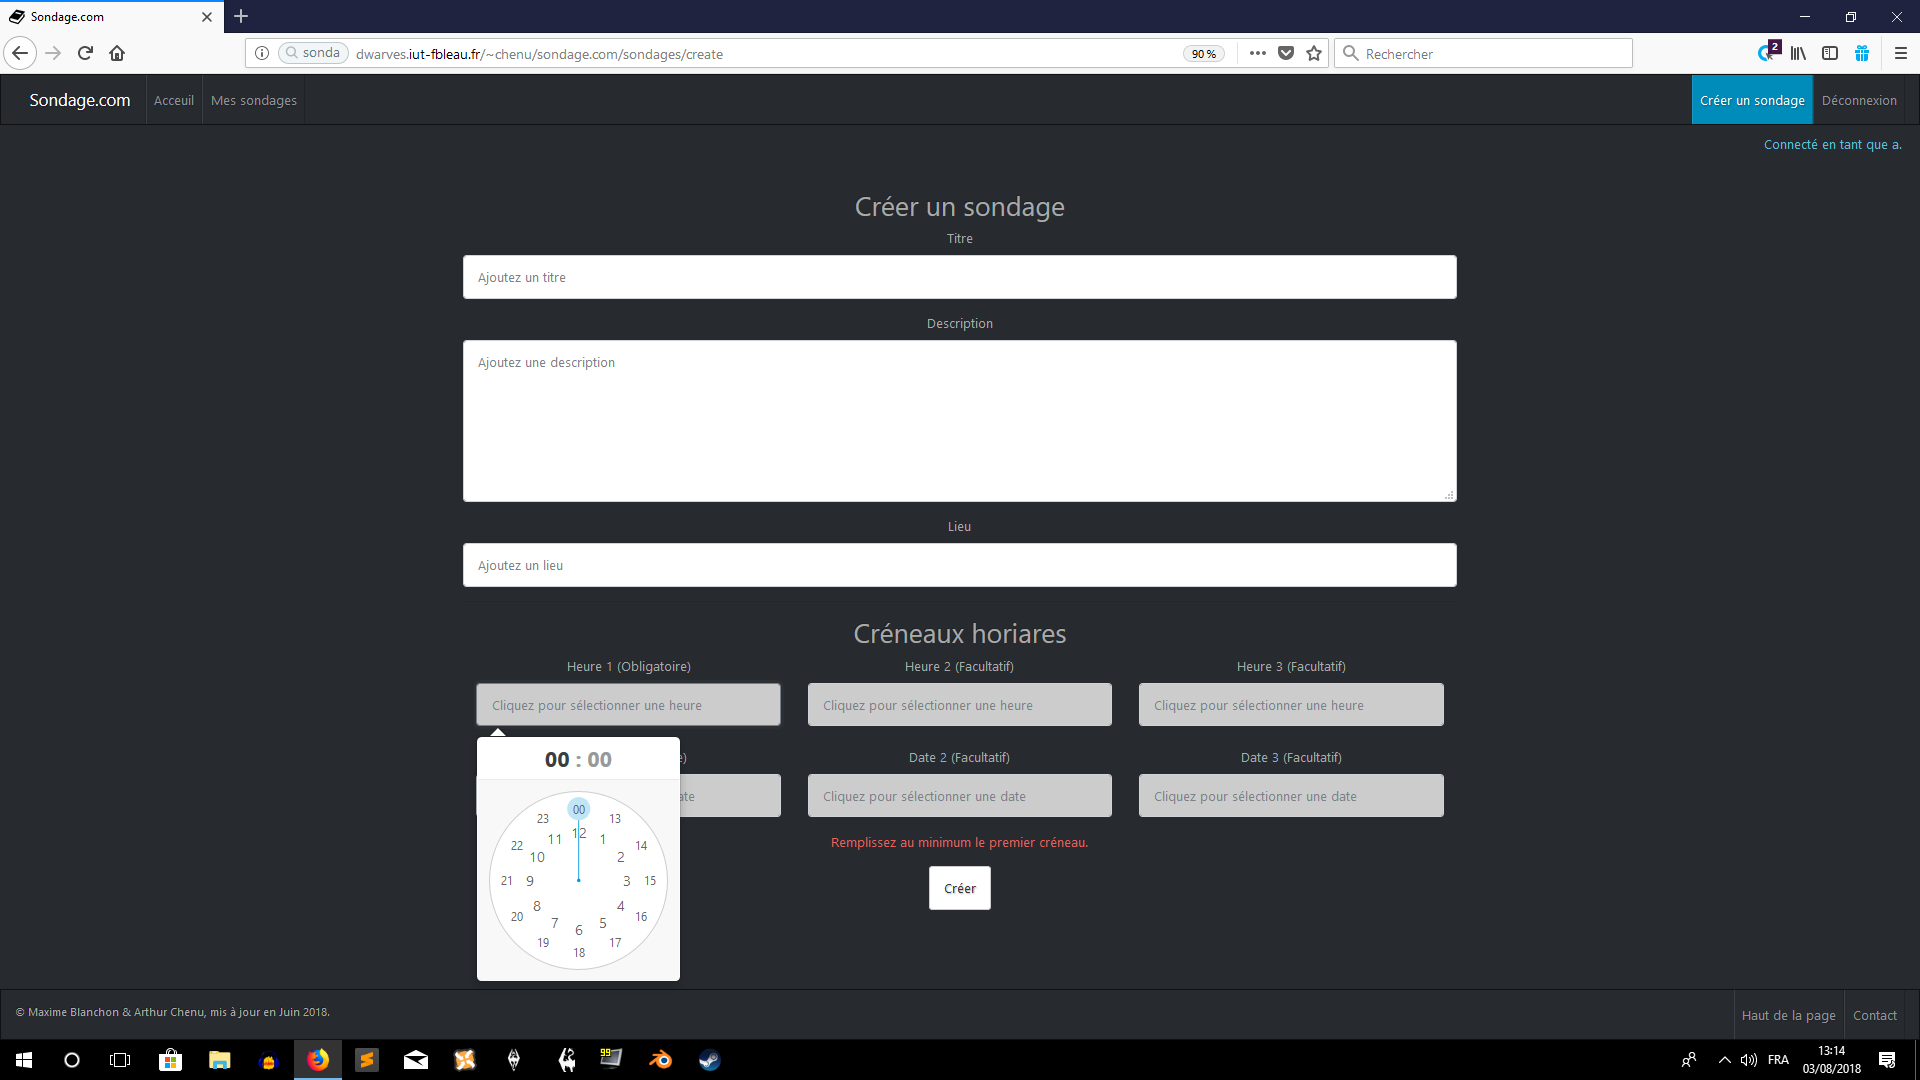 Sondage.com
sonda
dwarves.iut-fbleau.fr/~chenu/sondage.com/sondages/create
90 %
Rechercher
2
Sondage.com
Acceuil
Mes sondages
Créer un sondage
Déconnexion
Connecté en tant que a.
Créer un sondage
Titre
Ajoutez un titre
Description
Ajoutez une description
Lieu
Ajoutez un lieu
Créneaux horiares
Heure 1 (Obligatoire)
Heure 2 (Facultatif)
Heure 3 (Facultatif)
Cliquez pour sélectionner une heure
Cliquez pour sélectionner une heure
Cliquez pour sélectionner une heure
00 : 00
e)
Date 2 (Facultatif)
Date 3 (Facultatif)
ate
Cliquez pour sélectionner une date
Cliquez pour sélectionner une date
00
23
13
12
11
1
22
14
10
2
21
9
3
15
8
4
20
16
7
5
6
19
17
18
Remplissez au minimum le premier créneau.
Créer
© Maxime Blanchon & Arthur Chenu, mis à jour en Juin 2018.
Haut de la page
Contact
99
FRA
13:14
03/08/2018